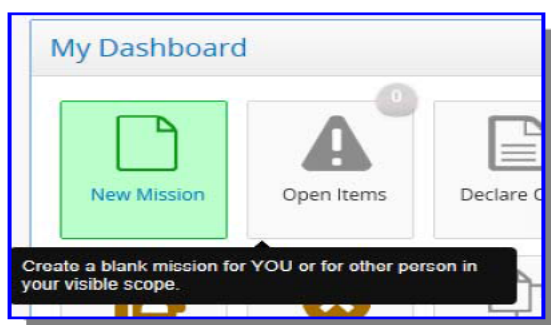 My Dashboard
0
New Mission
Open Items
Declare
Create a blank mission for YOU or for other person in
your visible scope.